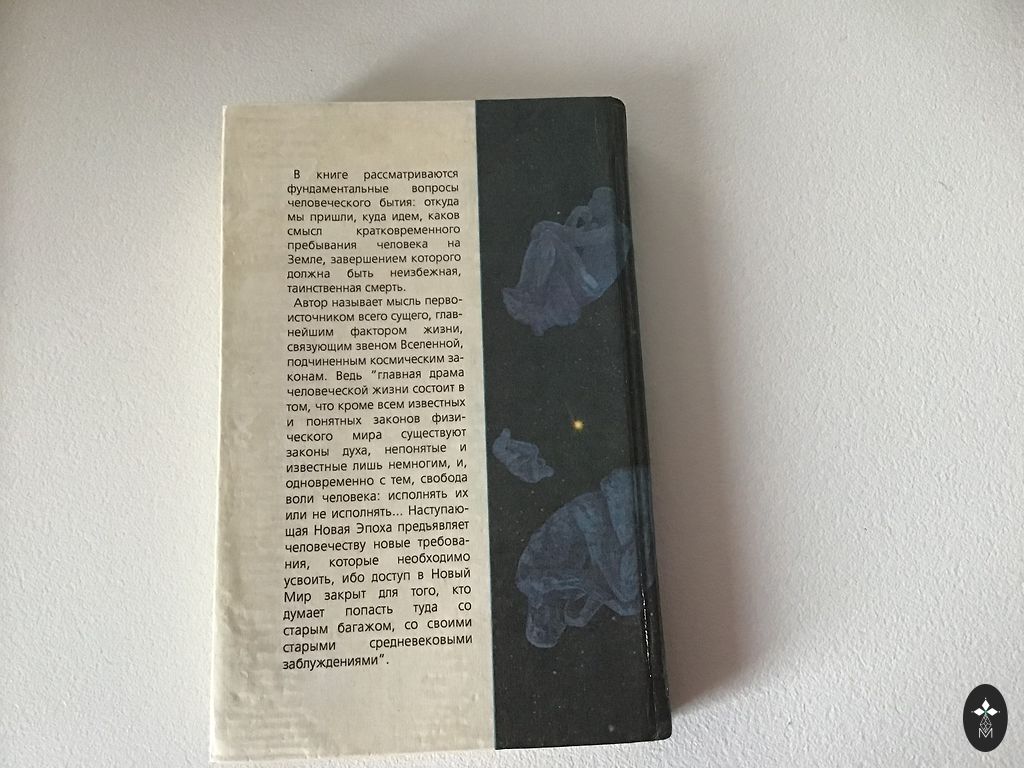 В книге рассматриваются
фундаментальные вопросы
человеческого бытия: откуда
мы пришли, куда идем, каков
смысл кратковременного
пребывания человека на
Земле, завершением которого
должна быть неизбежная,
таинственная смерть.
Автор называет мысль перво-
источником всего сущего, глав-
нейшим фактором жизни,
связующим звеном Вселенной,
подчиненным космическим за-
конам. Ведь "главная драма
человеческой жизни состоит в
том, что кроме всем известных
и понятных законов физи-
ческого мира существуют
законы духа, непонятые и
известные лишь немногим, и,
одновременно с тем, свобода
воли человека: исполнять их
или не исполнять... Наступаю-
щая Новая Эпоха предъявляет
человечеству новые требова-
ния, которые необходимо
усвоить, ибо доступ в Новый
Мир закрыт для того, кто
думает попасть туда со
старым багажом, со своими
старыми средневековыми
заблуждениями".
M